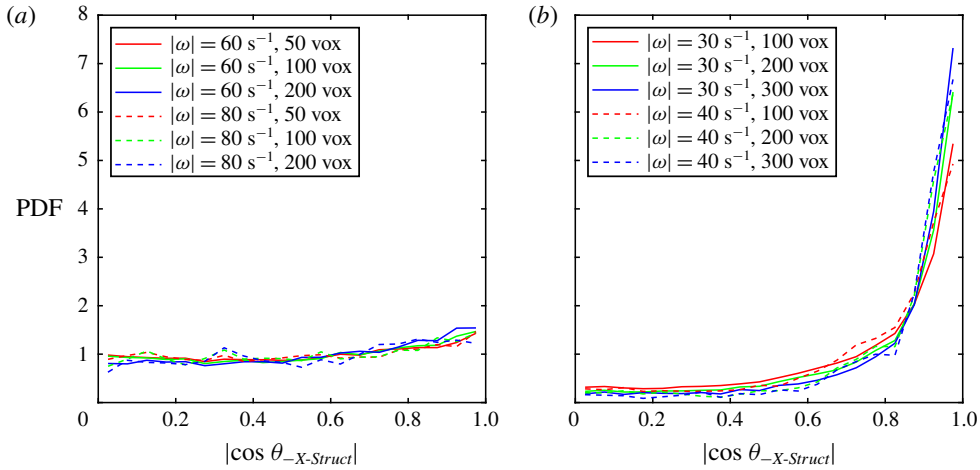 (a)
8
7
6
5
4
3
2
1
PDF
|ω| = 60 s⁻¹, 50 vox
|ω| = 60 s⁻¹, 100 vox
|ω| = 60 s⁻¹, 200 vox
|ω| = 80 s⁻¹, 50 vox
|ω| = 80 s⁻¹, 100 vox
|ω| = 80 s⁻¹, 200 vox
0 0.2 0.4 0.6 0.8 1.0
|cos θ₋X-Struct|
(b)
|ω| = 30 s⁻¹, 100 vox
|ω| = 30 s⁻¹, 200 vox
|ω| = 30 s⁻¹, 300 vox
|ω| = 40 s⁻¹, 100 vox
|ω| = 40 s⁻¹, 200 vox
|ω| = 40 s⁻¹, 300 vox
0 0.2 0.4 0.6 0.8 1.0
|cos θ₋X-Struct|